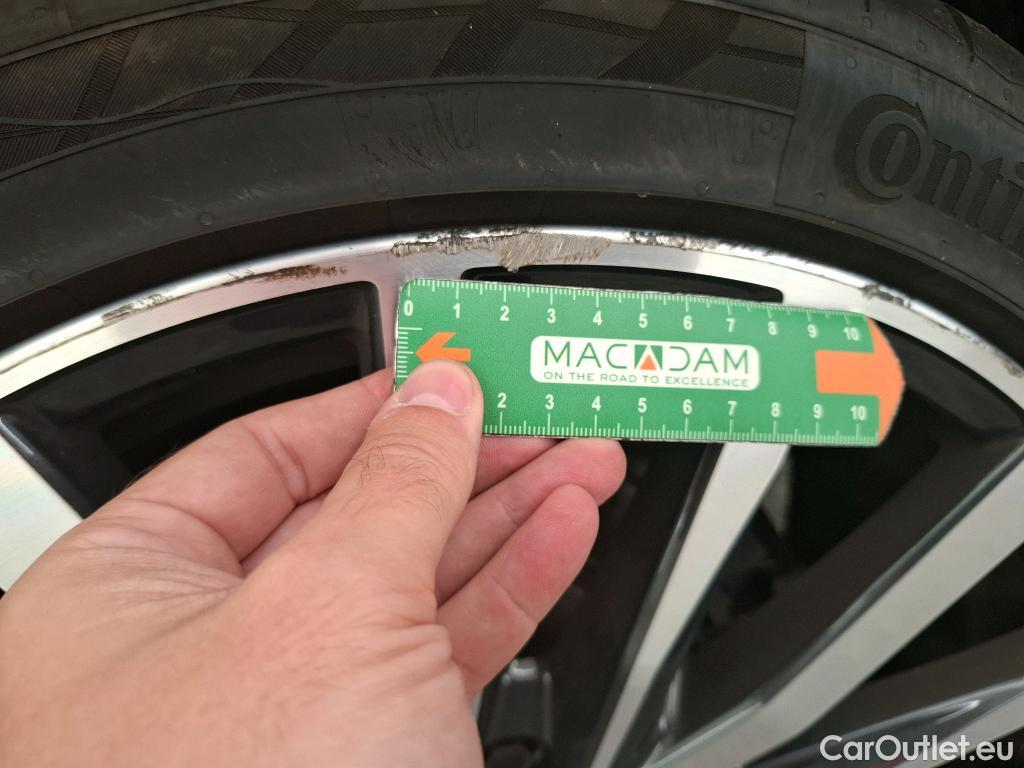 Conti
0 1 2 3 4 5 6 7 8 9 10
MACADAM
ON THE ROAD TO EXCELLENCE
2 3 4 5 6 7 8 9 10
CarOutlet.eu